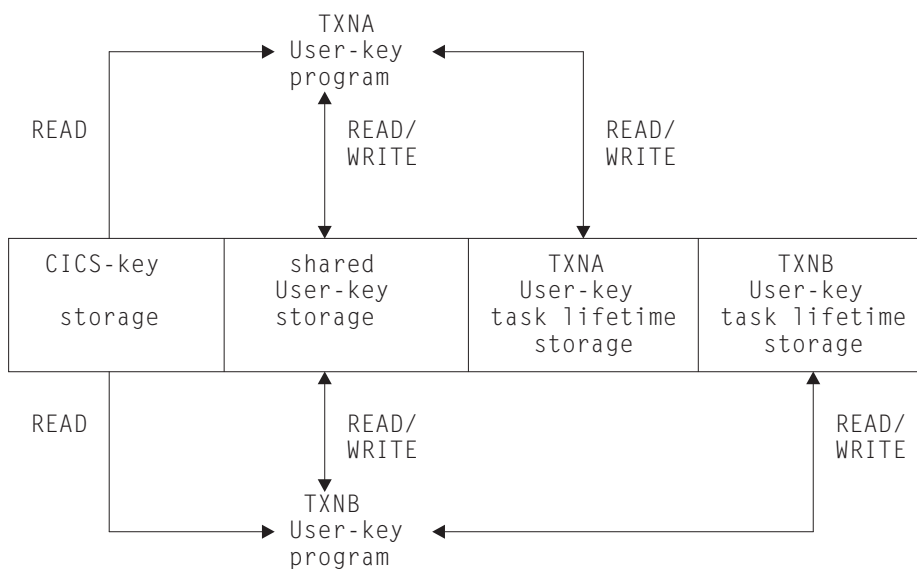 TXNA
User-key
program
READ
READ/
WRITE
READ/
WRITE
CICS-key
storage
shared
User-key
storage
TXNA
User-key
task lifetime
storage
TXNB
User-key
task lifetime
storage
READ
READ/
WRITE
READ/
WRITE
TXNB
User-key
program